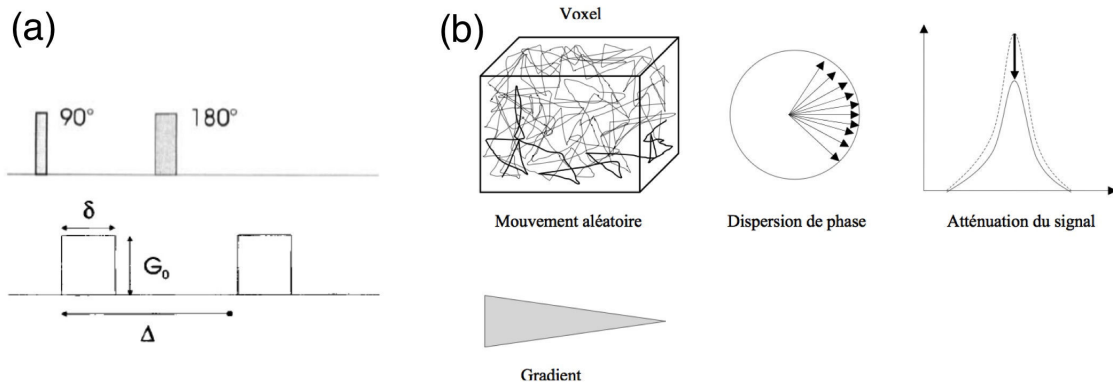 (a)
90°
180°
δ
G₀
Δ
(b)
Voxel
Mouvement aléatoire
Dispersion de phase
Atténuation du signal
Gradient